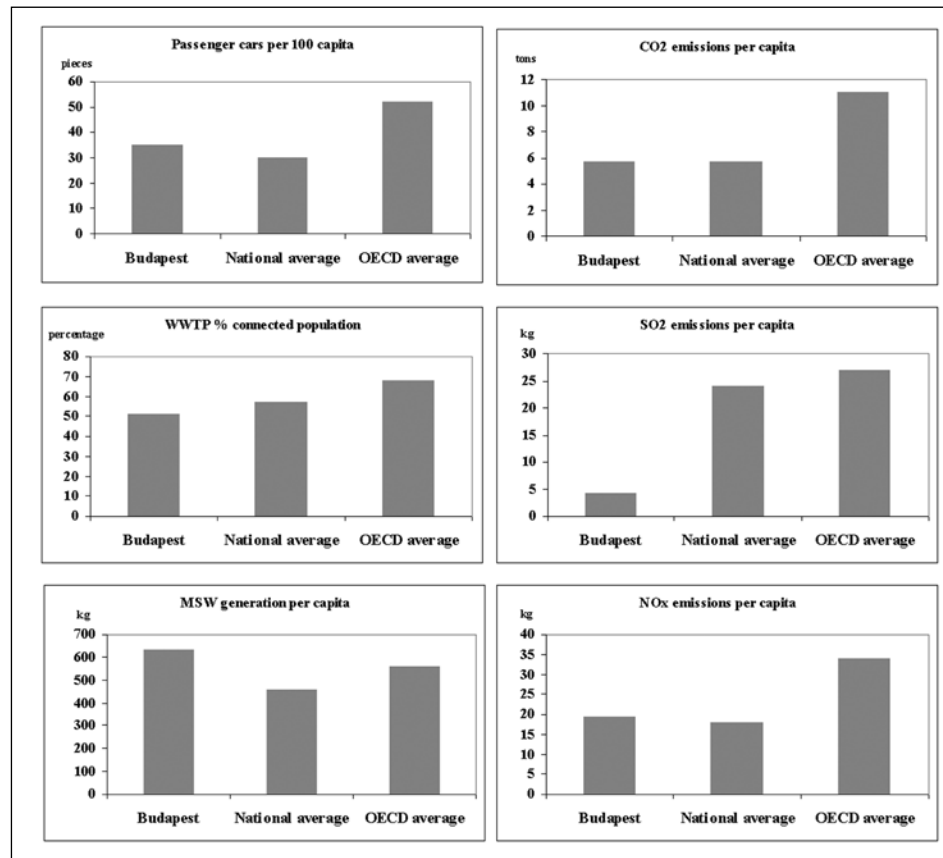 Passenger cars per 100 capita
pieces
60
50
40
30
20
10
0
Budapest National average OECD average
CO2 emissions per capita
tons
12
10
8
6
4
2
0
Budapest National average OECD average
WWTP % connected population
percentage
80
70
60
50
40
30
20
10
0
Budapest National average OECD average
SO2 emissions per capita
kg
30
25
20
15
10
5
0
Budapest National average OECD average
MSW generation per capita
kg
700
600
500
400
300
200
100
0
Budapest National average OECD average
NOx emissions per capita
kg
40
35
30
25
20
15
10
5
0
Budapest National average OECD average